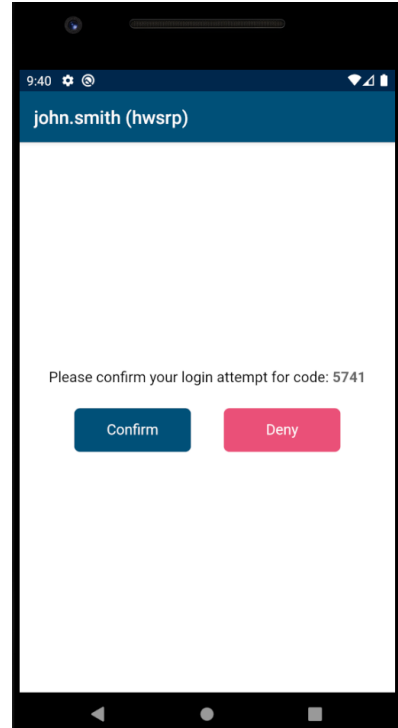 9:40
john.smith (hwsrp)
Please confirm your login attempt for code: 5741
Confirm Deny